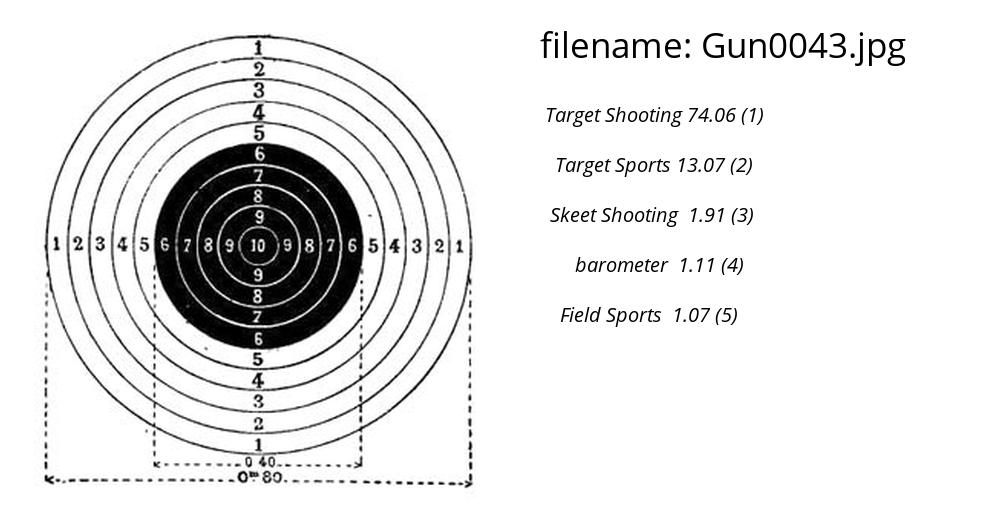 filename: Gun0043.jpg
Target Shooting 74.06 (1)
Target Sports 13.07 (2)
Skeet Shooting 1.91 (3)
barometer 1.11 (4)
Field Sports 1.07 (5)
1
2
3
4
5
6
7
8
9
1 2 3 4 5 6 7 8 9 10 9 8 7 6 5 4 3 2 1
9
8
7
6
5
4
3
2
1
0 40
0m 80